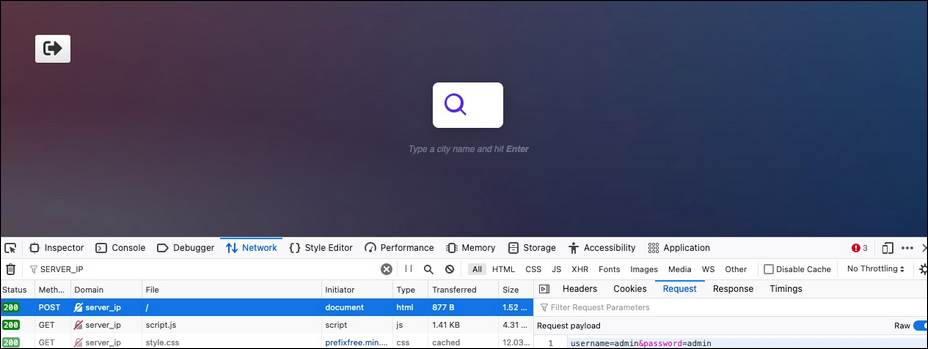 Type a city name and hit Enter
Inspector Console Debugger Network Style Editor Performance Memory Storage Accessibility Application 3
SERVER_IP All HTML CSS JS XHR Fonts Images Media WS Other Disable Cache No Throttling
Status Meth... Domain File Initiator Type Transferred Size Headers Cookies Request Response Timings
200 POST server_ip / document html 877 B 1.52 ... Filter Request Parameters
200 GET server_ip script.js script js 1.41 KB 4.31 ... Request payload Raw
200 GET server_ip style.css prefixfree.min.... css cached 12.03... 1 username=admin&password=admin